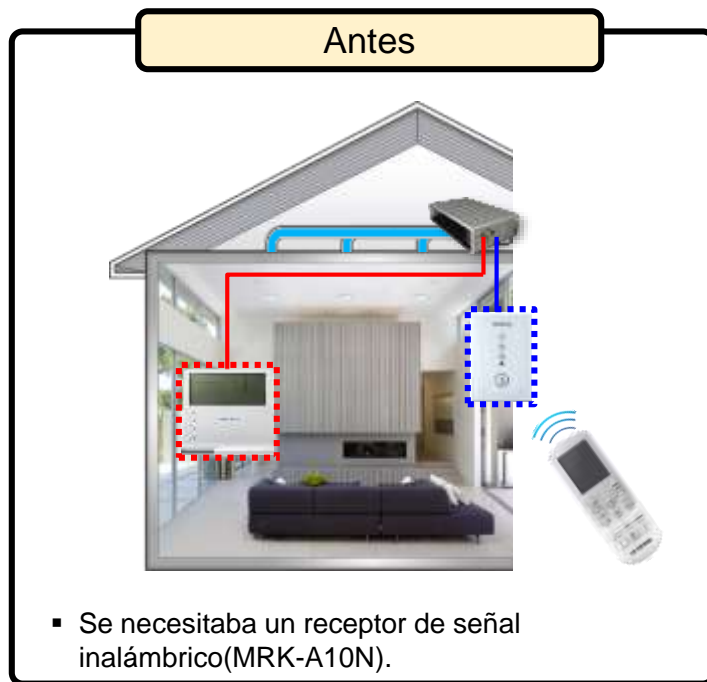 Antes
▪ Se necesitaba un receptor de señal
inalámbrico(MRK-A10N).